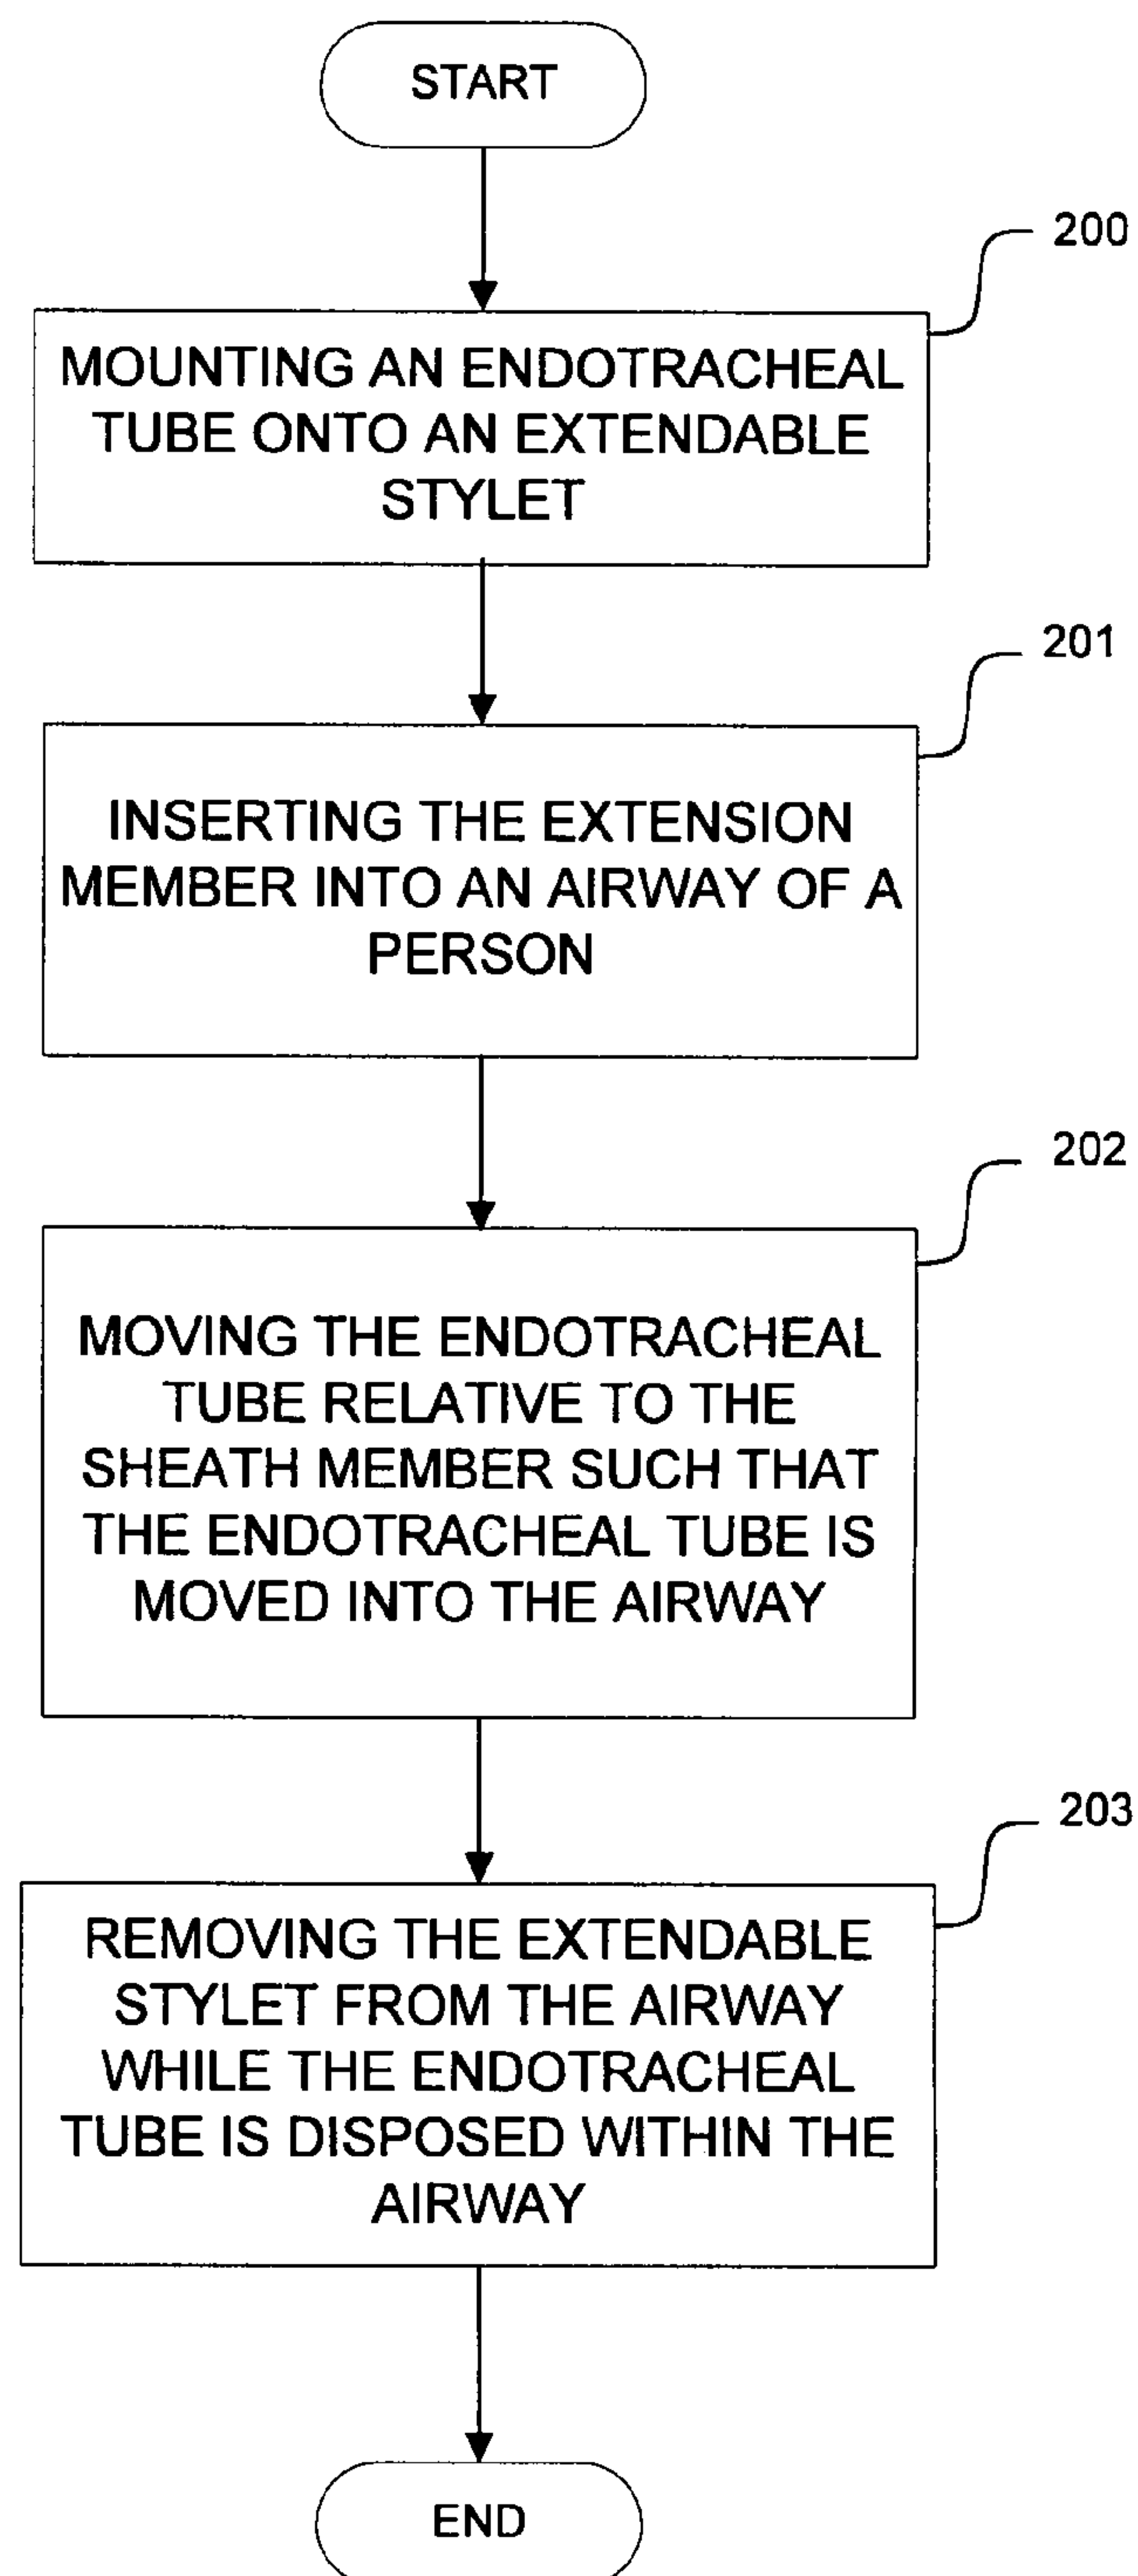 START
200
MOUNTING AN ENDOTRACHEAL
TUBE ONTO AN EXTENDABLE
STYLET
201
INSERTING THE EXTENSION
MEMBER INTO AN AIRWAY OF A
PERSON
202
MOVING THE ENDOTRACHEAL
TUBE RELATIVE TO THE
SHEATH MEMBER SUCH THAT
THE ENDOTRACHEAL TUBE IS
MOVED INTO THE AIRWAY
203
REMOVING THE EXTENDABLE
STYLET FROM THE AIRWAY
WHILE THE ENDOTRACHEAL
TUBE IS DISPOSED WITHIN THE
AIRWAY
END